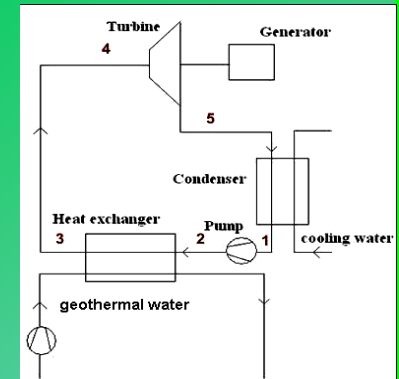 Turbine
4
Generator
5
Condenser
Heat exchanger
Pump
3
2
1
cooling water
geothermal water